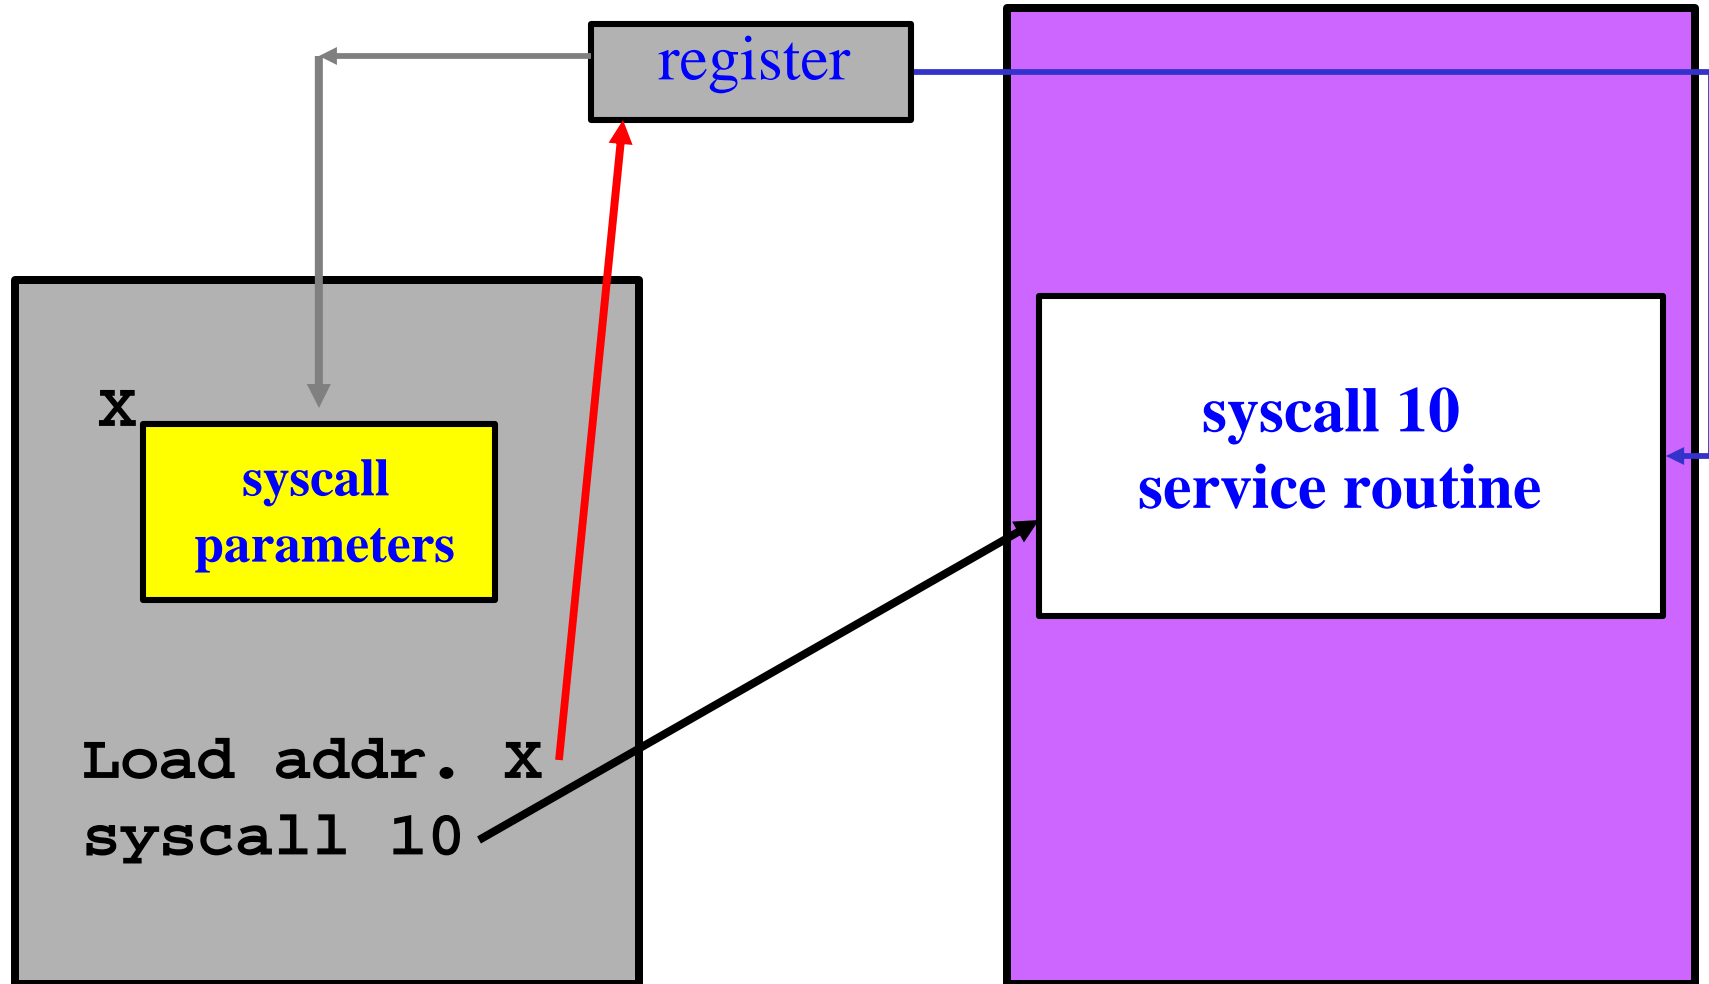 register
X
syscall
parameters
syscall 10
service routine
Load addr. X
syscall 10